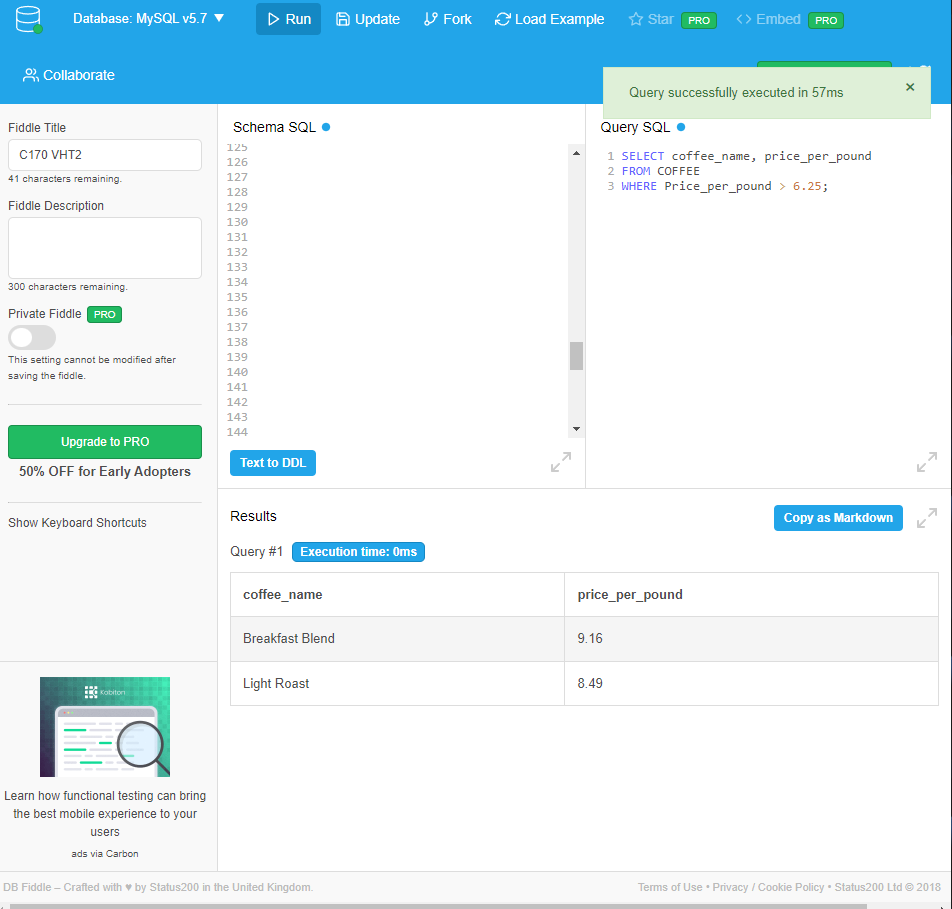 Database: MySQL v5.7 ▼
Run
Update
Fork
Load Example
Star PRO
Embed PRO
Collaborate
Query successfully executed in 57ms ×
Fiddle Title
C170 VHT2
41 characters remaining.
Fiddle Description
300 characters remaining.
Private Fiddle PRO
This setting cannot be modified after
saving the fiddle.
Upgrade to PRO
50% OFF for Early Adopters
Show Keyboard Shortcuts
Kobiton
Learn how functional testing can bring
the best mobile experience to your
users
ads via Carbon
Schema SQL
125
126
127
128
129
130
131
132
133
134
135
136
137
138
139
140
141
142
143
144
Text to DDL
Query SQL
1 SELECT coffee_name, price_per_pound
2 FROM COFFEE
3 WHERE Price_per_pound > 6.25;
Results
Copy as Markdown
Query #1 Execution time: 0ms
coffee_name price_per_pound
Breakfast Blend 9.16
Light Roast 8.49
DB Fiddle – Crafted with ♥ by Status200 in the United Kingdom.
Terms of Use • Privacy / Cookie Policy • Status200 Ltd © 2018